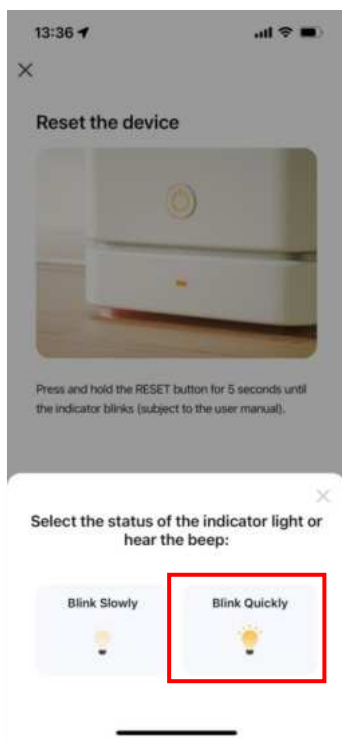 13:36
Reset the device
Press and hold the RESET button for 5 seconds until
the indicator blinks (subject to the user manual).
Select the status of the indicator light or
hear the beep:
Blink Slowly
Blink Quickly